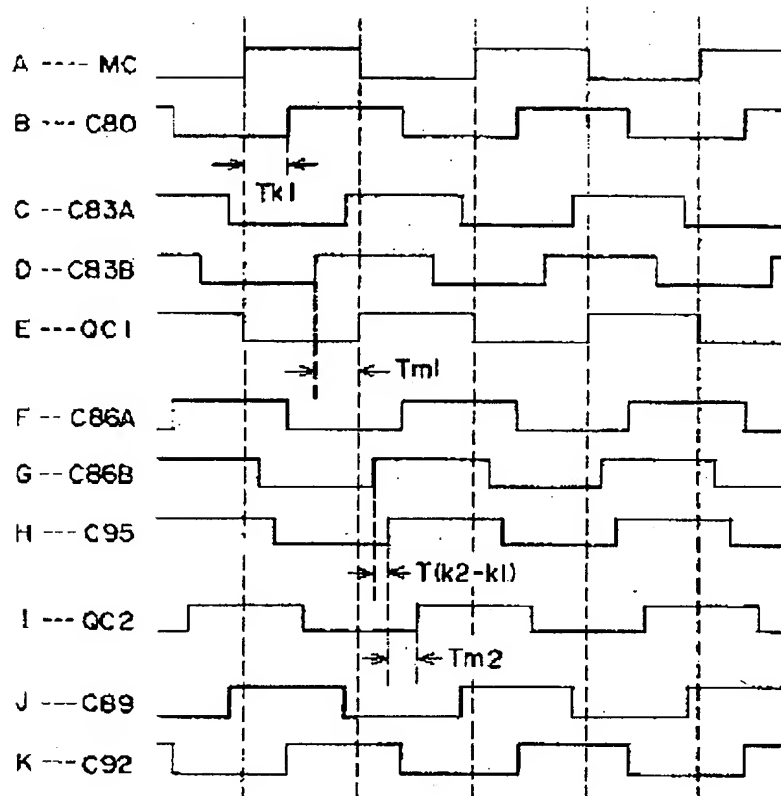 A ---- MC
B --- C80
Tk1
C -- C83A
D -- C83B
E --- QC1
Tm1
F -- C86A
G -- C86B
H --- C95
T(k2-k1)
I --- QC2
Tm2
J --- C89
K --- C92